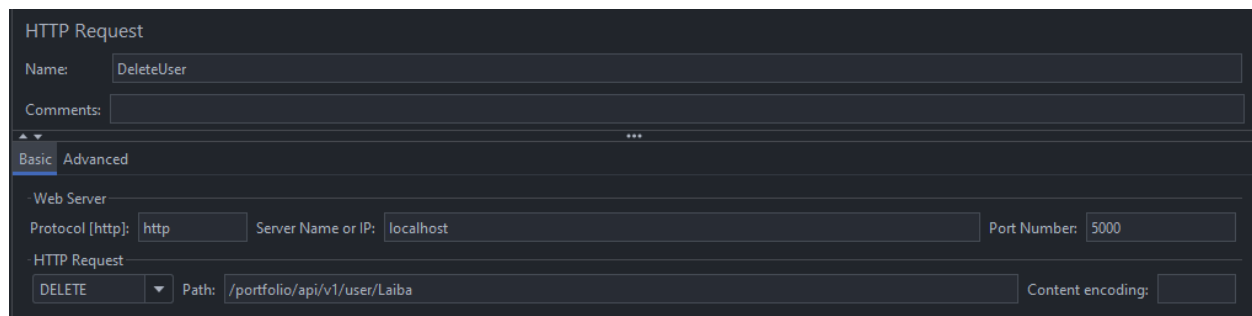 HTTP Request
Name: DeleteUser
Comments:
Basic Advanced
Web Server
Protocol [http]: http Server Name or IP: localhost Port Number: 5000
HTTP Request
DELETE Path: /portfolio/api/v1/user/Laiba Content encoding: